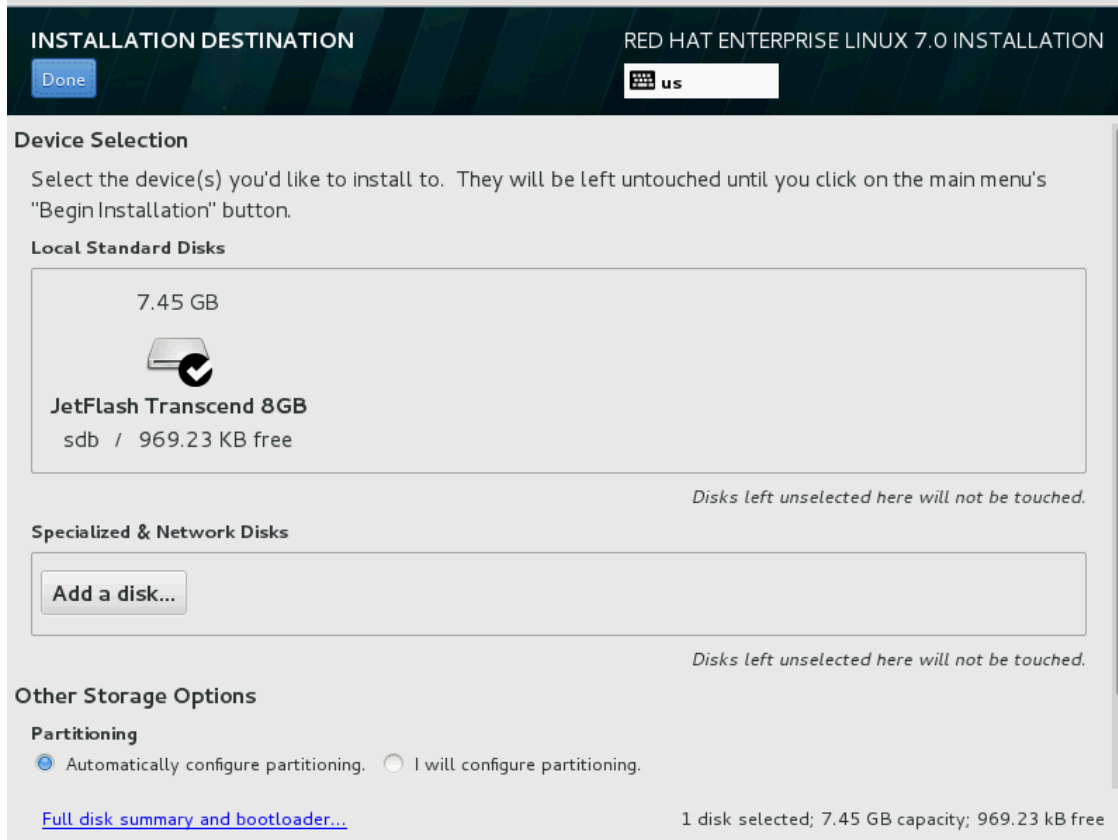 INSTALLATION DESTINATION
RED HAT ENTERPRISE LINUX 7.0 INSTALLATION
Done
us
Device Selection
Select the device(s) you'd like to install to. They will be left untouched until you click on the main menu's
"Begin Installation" button.
Local Standard Disks
7.45 GB
JetFlash Transcend 8GB
sdb / 969.23 KB free
Disks left unselected here will not be touched.
Specialized & Network Disks
Add a disk...
Disks left unselected here will not be touched.
Other Storage Options
Partitioning
Automatically configure partitioning. I will configure partitioning.
Full disk summary and bootloader...
1 disk selected; 7.45 GB capacity; 969.23 kB free